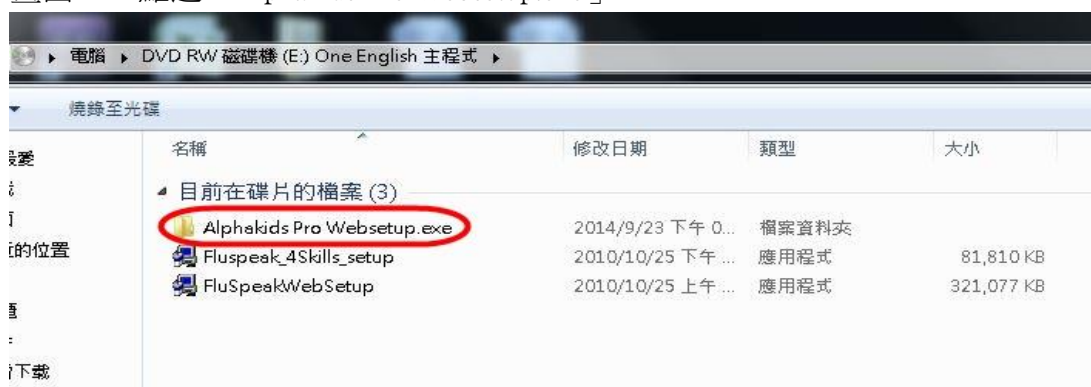 電腦 ▸ DVD RW 磁碟機 (E:) One English 主程式 ▸
燒錄至光碟
名稱 修改日期 類型 大小
目前在碟片的檔案 (3)
Alphakids Pro Websetup.exe 2014/9/23 下午 0... 檔案資料夾
Fluspeak_4Skills_setup 2010/10/25 下午 ... 應用程式 81,810 KB
的位置
FluSpeakWebSetup 2010/10/25 上午 ... 應用程式 321,077 KB
下載